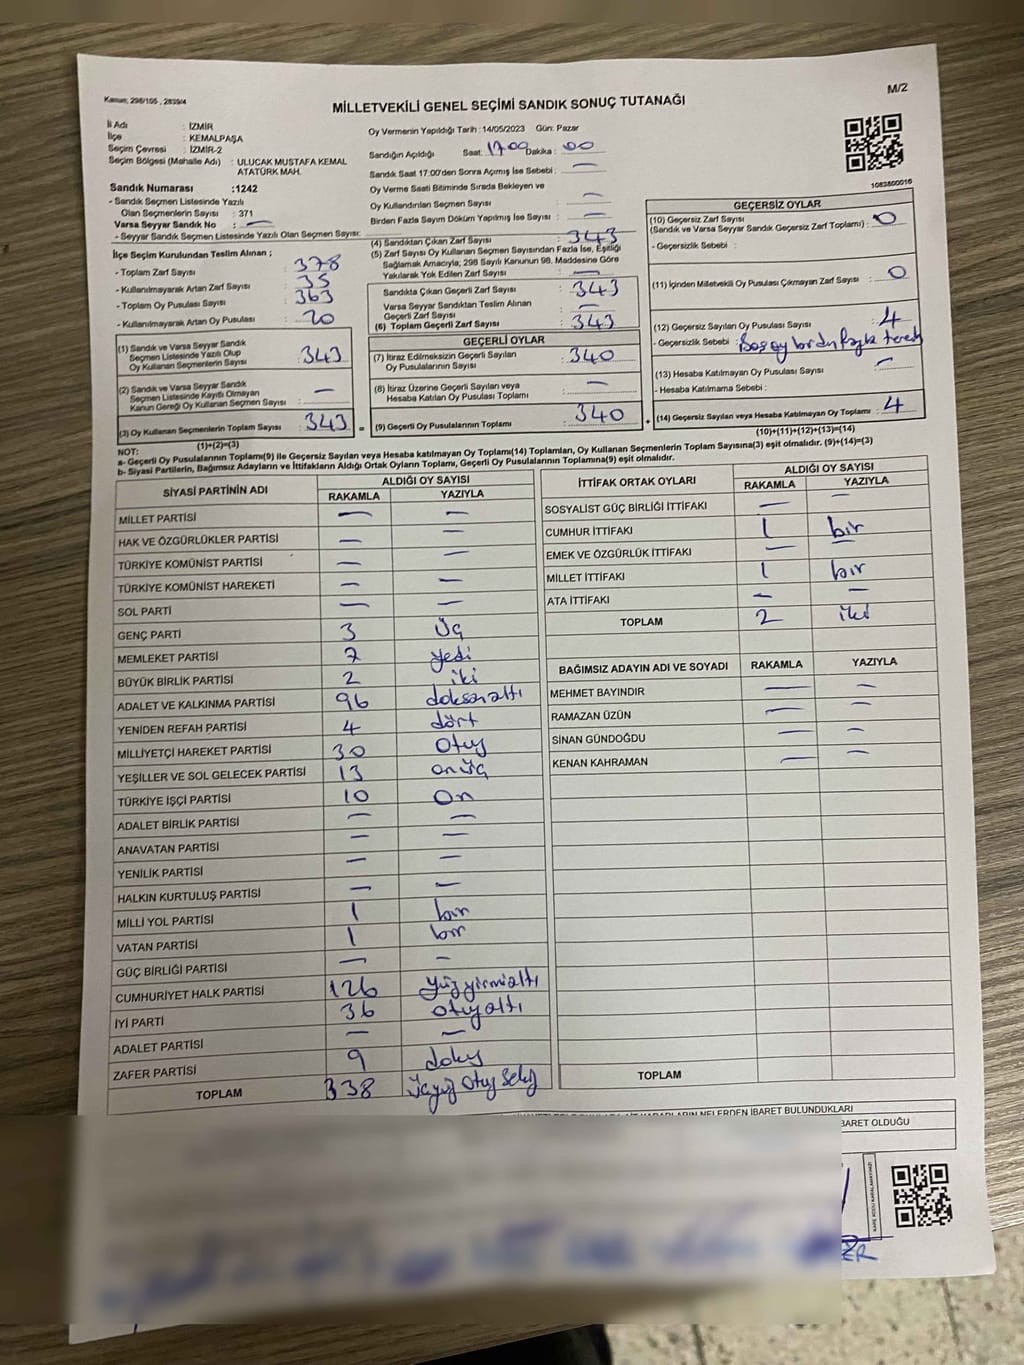 Kanun; 298/105 , 2839/4
M/2
MİLLETVEKİLİ GENEL SEÇİMİ SANDIK SONUÇ TUTANAĞI
İl Adı : İZMİR
İlçe : KEMALPAŞA
Seçim Çevresi : İZMİR-2
Seçim Bölgesi (Mahalle Adı) : ULUCAK MUSTAFA KEMAL
ATATÜRK MAH.
Sandık Numarası :1242
- Sandık Seçmen Listesinde Yazılı
Olan Seçmenlerin Sayısı : 371
Varsa Seyyar Sandık No : —
- Seyyar Sandık Seçmen Listesinde Yazılı Olan Seçmen Sayısı:
Oy Vermenin Yapıldığı Tarih : 14/05/2023 Gün: Pazar
Sandığın Açıldığı Saat: 17.00 Dakika : 00
Sandık Saat 17:00'den Sonra Açımış İse Sebebi : —
Oy Verme Saati Bitiminde Sırada Bekleyen ve
Oy Kullandırılan Seçmen Sayısı : —
Birden Fazla Sayım Döküm Yapılmış İse Sayısı : —
1083800016
İlçe Seçim Kurulundan Teslim Alınan ;
- Toplam Zarf Sayısı : 378
- Kullanılmayarak Artan Zarf Sayısı : 35
- Toplam Oy Pusulası Sayısı : 363
- Kullanılmayarak Artan Oy Pusulası : 20
(1) Sandık ve Varsa Seyyar Sandık
Seçmen Listesinde Yazılı Olup
Oy Kullanan Seçmenlerin Sayısı : 343
(2) Sandık ve Varsa Seyyar Sandık
Seçmen Listesinde Kayıtlı Olmayan
Kanun Gereği Oy Kullanan Seçmen Sayısı : —
(3) Oy Kullanan Seçmenlerin Toplam Sayısı : 343
(1)+(2)=(3)
(4) Sandıktan Çıkan Zarf Sayısı : 343
(5) Zarf Sayısı Oy Kullanan Seçmen Sayısından Fazla İse, Eşitliği
Sağlamak Amacıyla; 298 Sayılı Kanunun 98. Maddesine Göre
Yakılarak Yok Edilen Zarf Sayısı : —
Sandıkta Çıkan Geçerli Zarf Sayısı : 343
Varsa Seyyar Sandıktan Teslim Alınan
Geçerli Zarf Sayısı : —
(6) Toplam Geçerli Zarf Sayısı : 343
GEÇERLİ OYLAR
(7) İtiraz Edilmeksizin Geçerli Sayılan
Oy Pusulalarının Sayısı : 340
(8) İtiraz Üzerine Geçerli Sayılan veya
Hesaba Katılan Oy Pusulası Toplamı : —
= (9) Geçerli Oy Pusulalarının Toplamı : 340
GEÇERSİZ OYLAR
(10) Geçersiz Zarf Sayısı
(Sandık ve Varsa Seyyar Sandık Geçersiz Zarf Toplamı) : 0
- Geçersizlik Sebebi :
(11) İçinden Milletvekili Oy Pusulası Çıkmayan Zarf Sayısı : 0
(12) Geçersiz Sayılan Oy Pusulası Sayısı : 4
- Geçersizlik Sebebi :
(13) Hesaba Katılmayan Oy Pusulası Sayısı : —
- Hesaba Katılmama Sebebi :
+ (14) Geçersiz Sayılan veya Hesaba Katılmayan Oy Toplamı : 4
(10)+(11)+(12)+(13)=(14)
NOT:
a- Geçerli Oy Pusulalarının Toplamı(9) ile Geçersiz Sayılan veya Hesaba katılmayan Oy Toplamı(14) Toplamları, Oy Kullanan Seçmenlerin Toplam Sayısına(3) eşit olmalıdır. (9)+(14)=(3)
b- Siyasi Partilerin, Bağımsız Adayların ve İttifakların Aldığı Ortak Oyların Toplamı, Geçerli Oy Pusulalarının Toplamına(9) eşit olmalıdır.
SİYASİ PARTİNİN ADI ALDIĞI OY SAYISI
RAKAMLA YAZIYLA
MİLLET PARTİSİ — —
HAK VE ÖZGÜRLÜKLER PARTİSİ — —
TÜRKİYE KOMÜNİST PARTİSİ — —
TÜRKİYE KOMÜNİST HAREKETİ — —
SOL PARTİ — —
GENÇ PARTİ 3 Üç
MEMLEKET PARTİSİ 7 yedi
BÜYÜK BİRLİK PARTİSİ 2 iki
ADALET VE KALKINMA PARTİSİ 96 doksanaltı
YENİDEN REFAH PARTİSİ 4 dört
MİLLİYETÇİ HAREKET PARTİSİ 30 otuz
YEŞİLLER VE SOL GELECEK PARTİSİ 13 onüç
TÜRKİYE İŞÇİ PARTİSİ 10 On
ADALET BİRLİK PARTİSİ — —
ANAVATAN PARTİSİ — —
YENİLİK PARTİSİ — —
HALKIN KURTULUŞ PARTİSİ — —
MİLLİ YOL PARTİSİ 1 bir
VATAN PARTİSİ 1 bir
GÜÇ BİRLİĞİ PARTİSİ — —
CUMHURİYET HALK PARTİSİ 126 yüzyirmialtı
İYİ PARTİ 36 otuzaltı
ADALET PARTİSİ — —
ZAFER PARTİSİ 9 dokuz
TOPLAM 338 Üçyüz Otuz Sekiz
İTTİFAK ORTAK OYLARI ALDIĞI OY SAYISI
RAKAMLA YAZIYLA
SOSYALİST GÜÇ BİRLİĞİ İTTİFAKI — —
CUMHUR İTTİFAKI 1 bir
EMEK VE ÖZGÜRLÜK İTTİFAKI — —
MİLLET İTTİFAKI 1 bir
ATA İTTİFAKI — —
TOPLAM 2 iki
BAĞIMSIZ ADAYIN ADI VE SOYADI RAKAMLA YAZIYLA
MEHMET BAYINDIR — —
RAMAZAN ÜZÜN — —
SİNAN GÜNDOĞDU — —
KENAN KAHRAMAN — —
TOPLAM
NELERDEN İBARET BULUNDUKLARI
İBARET OLDUĞU